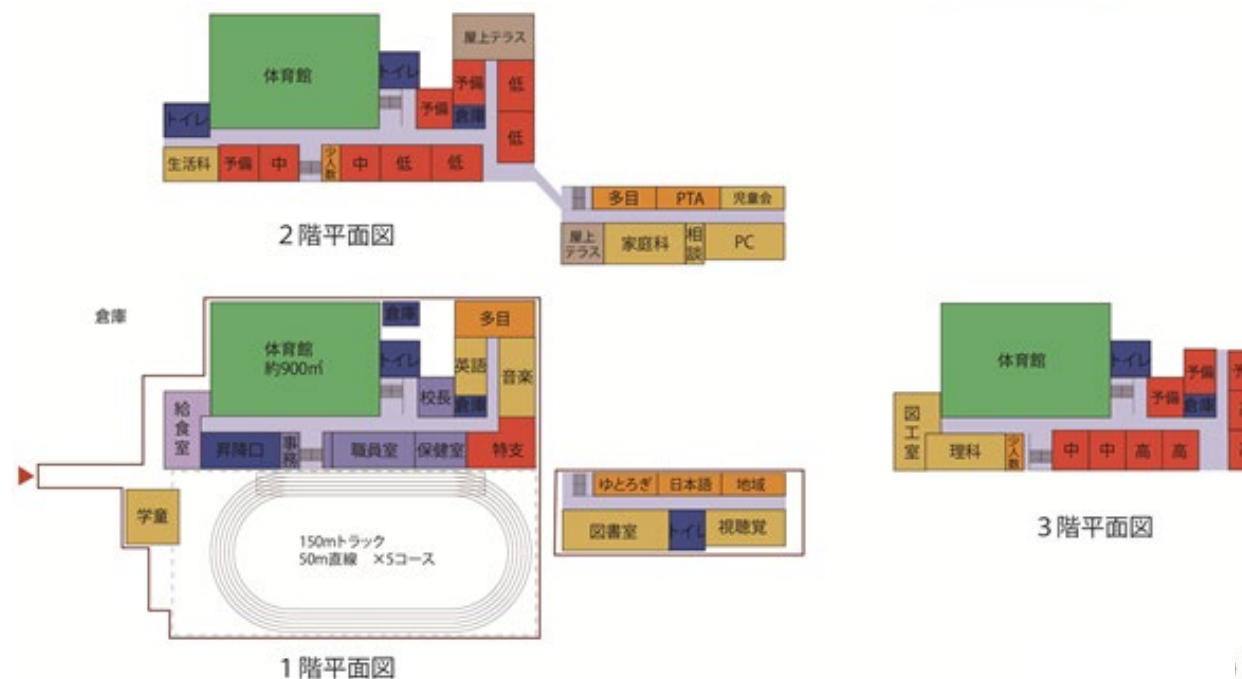 屋上テラス
体育館
トイレ
予備
低
予備
倉庫
トイレ
低
生活科
予備
中
少人数
中
低
低
多目
PTA
児童会
2階平面図
屋上テラス
家庭科
相談
PC
倉庫
倉庫
多目
体育館
約900㎡
トイレ
英語
音楽
校長
倉庫
給食室
昇降口
事務
職員室
保健室
特支
ゆとろぎ
日本語
地域
学童
図書室
トイレ
視聴覚
150mトラック
50m直線 ×5コース
1階平面図
体育館
トイレ
予備
予備
倉庫
図工室
理科
少人数
中
中
高
高
3階平面図